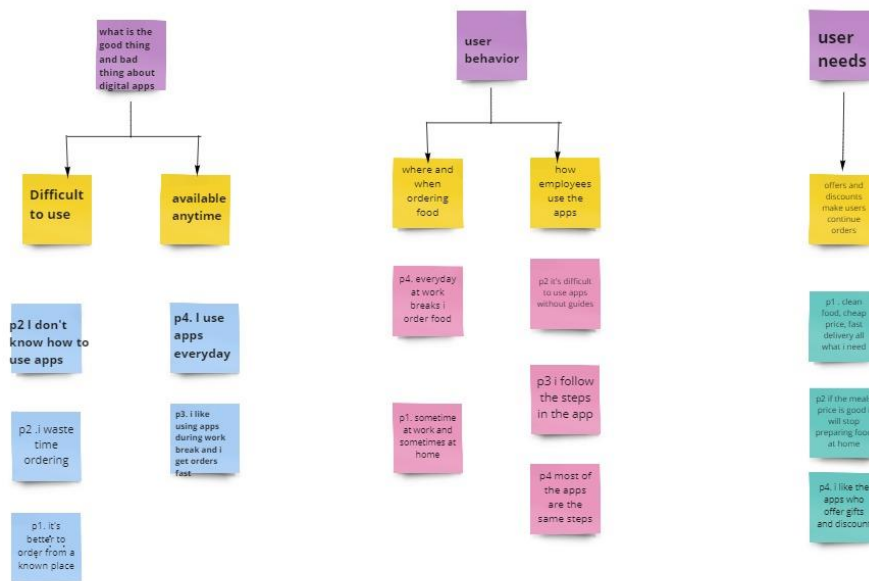 what is the
good thing
and bad
thing about
digital apps
Difficult
to use
available
anytime
p2 I don't
know how to
use apps
p4. I use
apps
everyday
p2 .i waste
time
ordering
p3. i like
using apps
during work
break and i
get orders
fast
p1. it's
better to
order from a
known place
user
behavior
where and
when
ordering
food
how
employees
use the
apps
p4. everyday
at work
breaks i
order food
p2 it's difficult
to use apps
without guides
p1. sometime
at work and
sometimes at
home
p3 i follow
the steps
in the app
p4 most of
the apps
are the
same steps
user
needs
offers and
discounts
make users
continue
orders
p1 . clean
food, cheap
price, fast
delivery all
what i need
p2 if the meal
price is good
will stop
preparing food
at home
p4. i like the
apps who
offer gifts
and discount